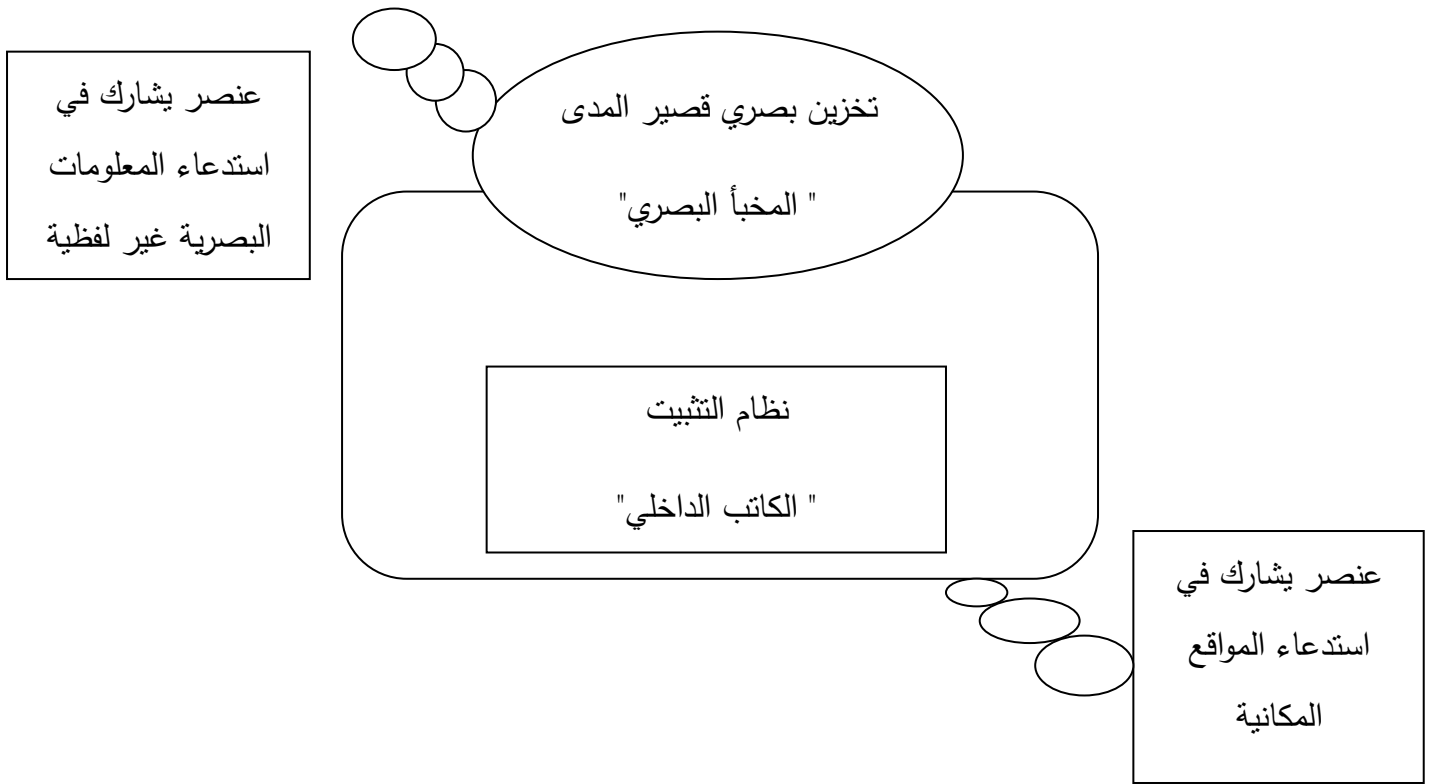 عنصر يشارك في
استدعاء المعلومات
البصرية غير لفظية
تخزين بصري قصير المدى
" المخبأ البصري"
نظام التثبيت
" الكاتب الداخلي"
عنصر يشارك في
استدعاء المواقع
المكانية